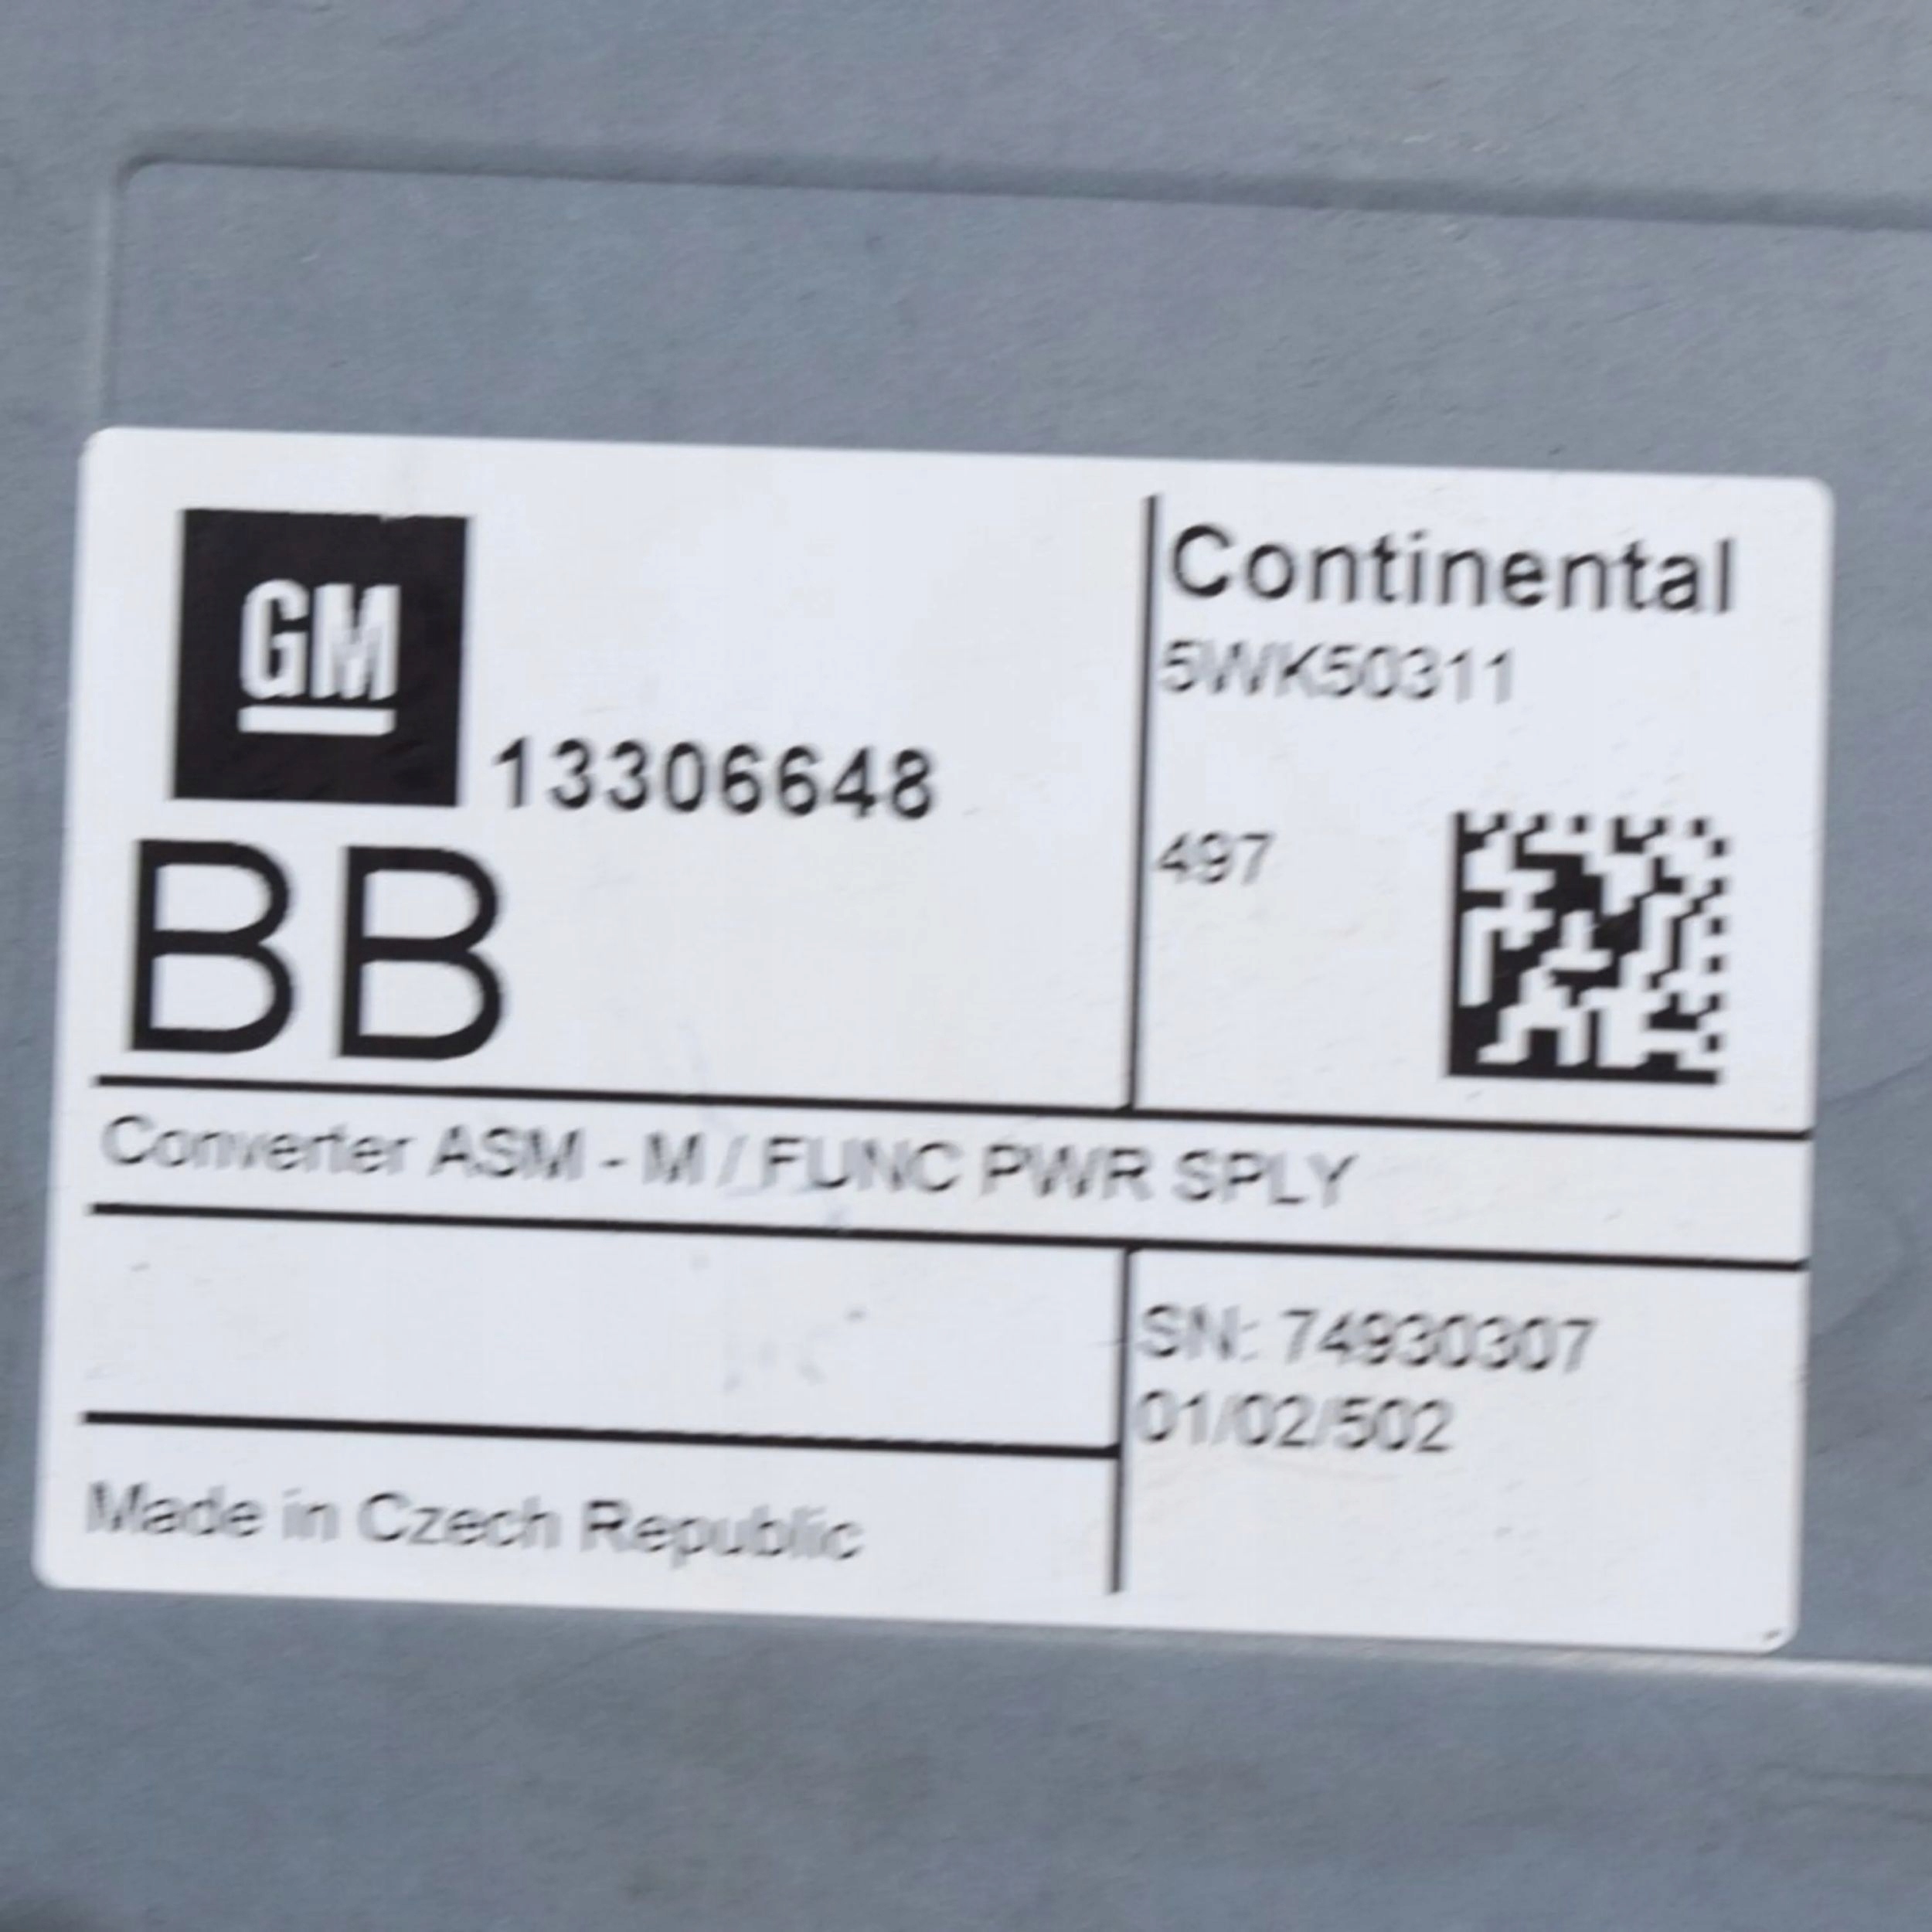 GM
13306648
BB
Continental
5WK50311
497
Converter ASM - M / FUNC PWR SPLY
SN: 74930307
01/02/502
Made in Czech Republic